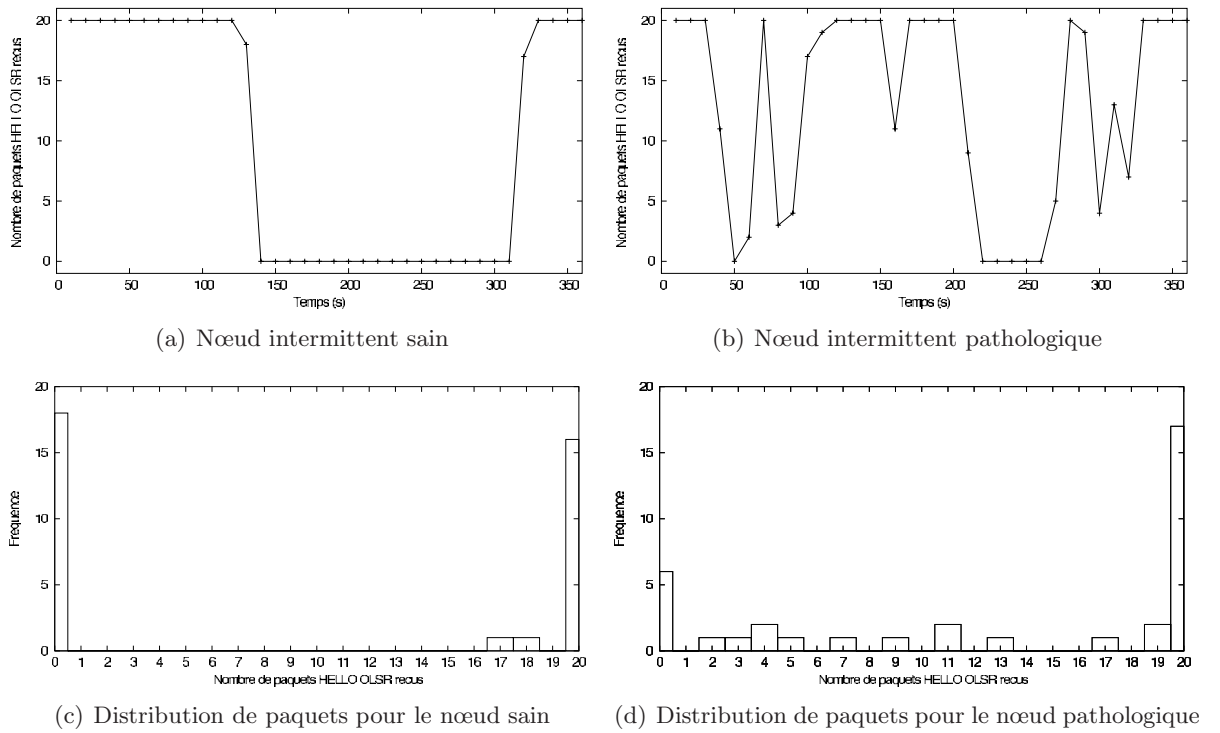 20
15
10
5
0
Nombre de paquets HELLO OLSR recus
0 50 100 150 200 250 300 350
Temps (s)
(a) Nœud intermittent sain
20
15
10
5
0
Nombre de paquets HELLO OLSR recus
0 50 100 150 200 250 300 350
Temps (s)
(b) Nœud intermittent pathologique
20
15
10
5
0
Frequence
0 1 2 3 4 5 6 7 8 9 10 11 12 13 14 15 16 17 18 19 20
Nombre de paquets HELLO OLSR recus
(c) Distribution de paquets pour le nœud sain
20
15
10
5
0
Frequence
0 1 2 3 4 5 6 7 8 9 10 11 12 13 14 15 16 17 18 19 20
Nombre de paquets HELLO OLSR recus
(d) Distribution de paquets pour le nœud pathologique